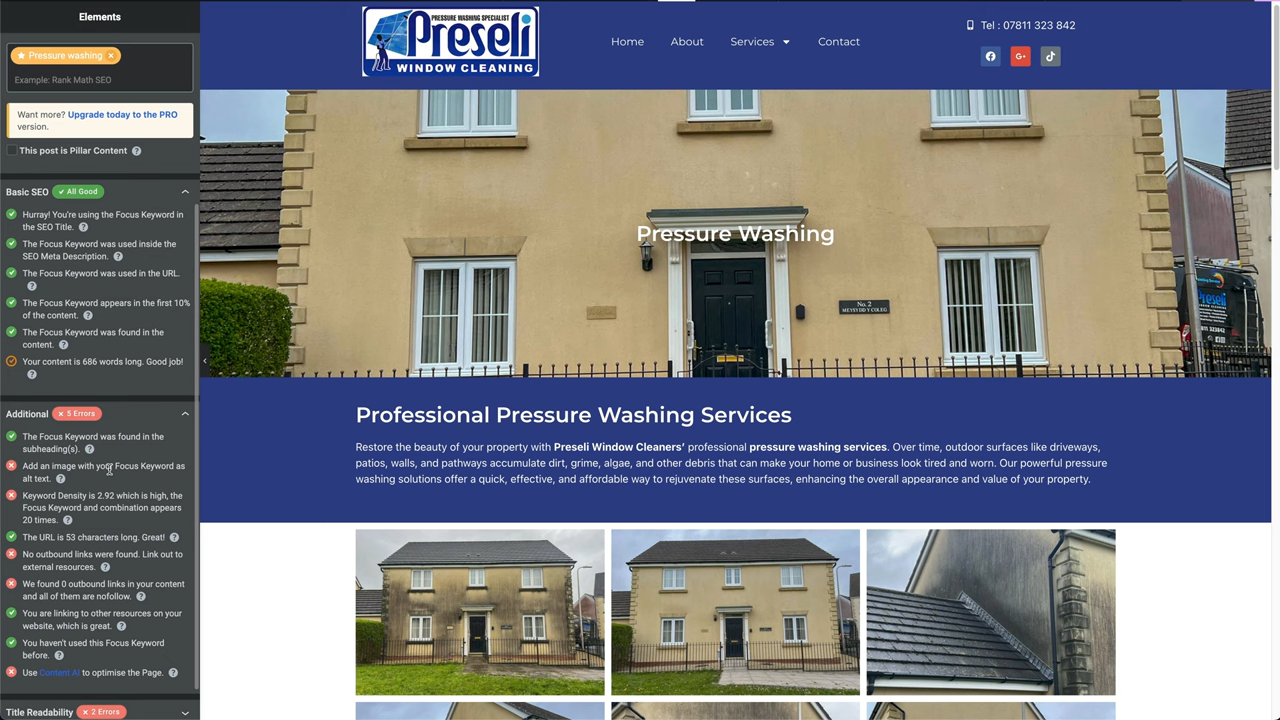 Elements
Pressure washing ×
Example: Rank Math SEO
Want more? Upgrade today to the PRO
version.
This post is Pillar Content
Basic SEO All Good
Hurray! You're using the Focus Keyword in
the SEO Title.
The Focus Keyword was used inside the
SEO Meta Description.
The Focus Keyword was used in the URL.
The Focus Keyword appears in the first 10%
of the content.
The Focus Keyword was found in the
content.
Your content is 686 words long. Good job!
Additional × 5 Errors
The Focus Keyword was found in the
subheading(s).
Add an image with your Focus Keyword as
alt text.
Keyword Density is 2.92 which is high, the
Focus Keyword and combination appears
20 times.
The URL is 53 characters long. Great!
No outbound links were found. Link out to
external resources.
We found 0 outbound links in your content
and all of them are nofollow.
You are linking to other resources on your
website, which is great.
You haven't used this Focus Keyword
before.
Use Content AI to optimise the Page.
Title Readability × 2 Errors
PRESSURE WASHING SPECIALIST
Preseli
WINDOW CLEANING
Home About Services Contact
Tel : 07811 323 842
G+
Pressure Washing
No. 2
MEYSYDD Y COLEG
Preseli
Professional Pressure Washing Services
Restore the beauty of your property with Preseli Window Cleaners' professional pressure washing services. Over time, outdoor surfaces like driveways,
patios, walls, and pathways accumulate dirt, grime, algae, and other debris that can make your home or business look tired and worn. Our powerful pressure
washing solutions offer a quick, effective, and affordable way to rejuvenate these surfaces, enhancing the overall appearance and value of your property.